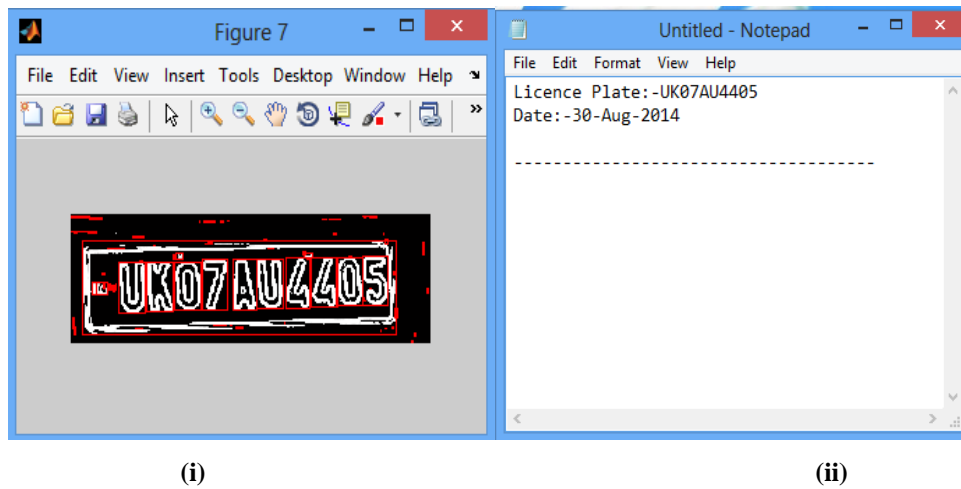 Figure 7
File Edit View Insert Tools Desktop Window Help
UK07AU4405
(i)
Untitled - Notepad
File Edit Format View Help
Licence Plate:-UK07AU4405
Date:-30-Aug-2014
-------------------------------------
(ii)